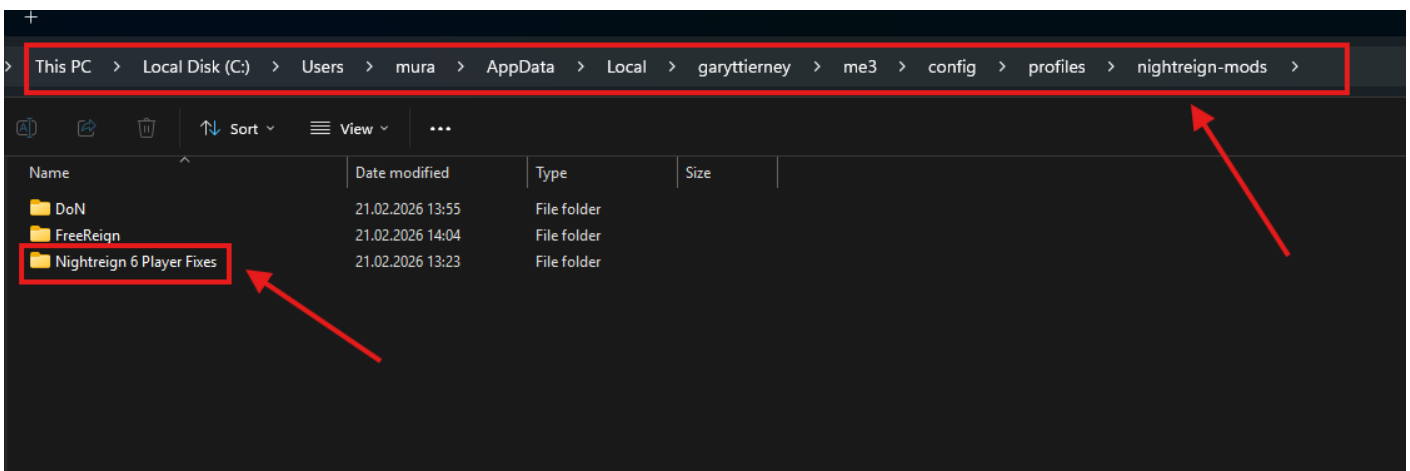 This PC > Local Disk (C:) > Users > mura > AppData > Local > garyttierney > me3 > config > profiles > nightreign-mods >
Sort View ...
Name Date modified Type Size
DoN 21.02.2026 13:55 File folder
FreeReign 21.02.2026 14:04 File folder
Nightreign 6 Player Fixes 21.02.2026 13:23 File folder